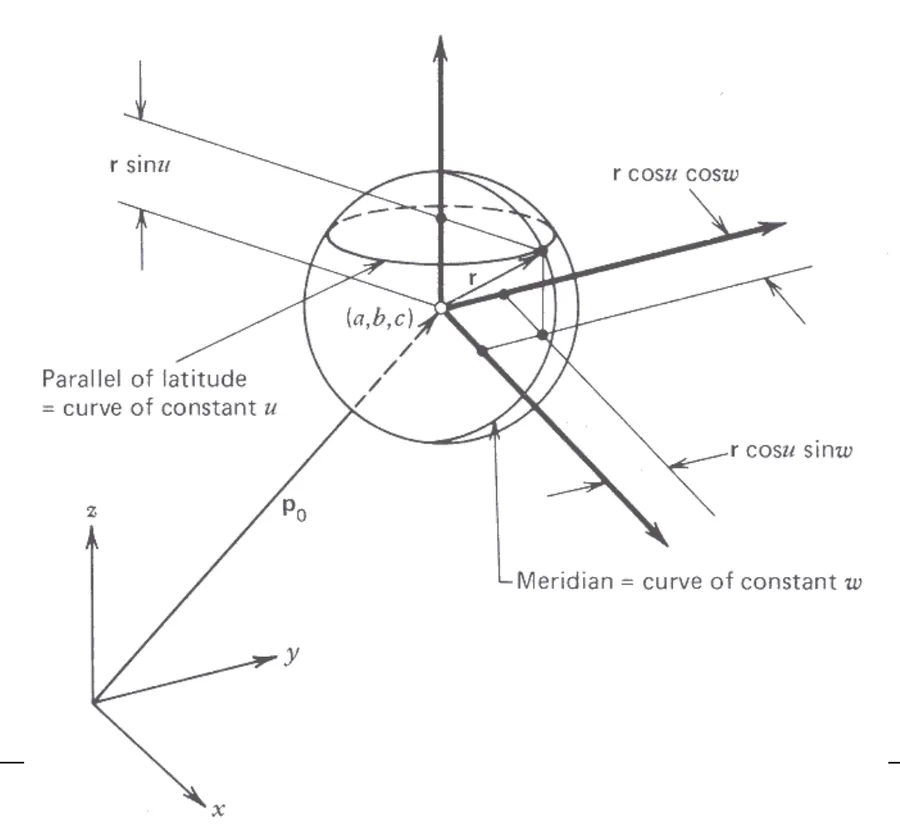 r sinu
r cosu cosw
r
(a,b,c)
Parallel of latitude
= curve of constant u
r cosu sinw
p0
z
Meridian = curve of constant w
y
x